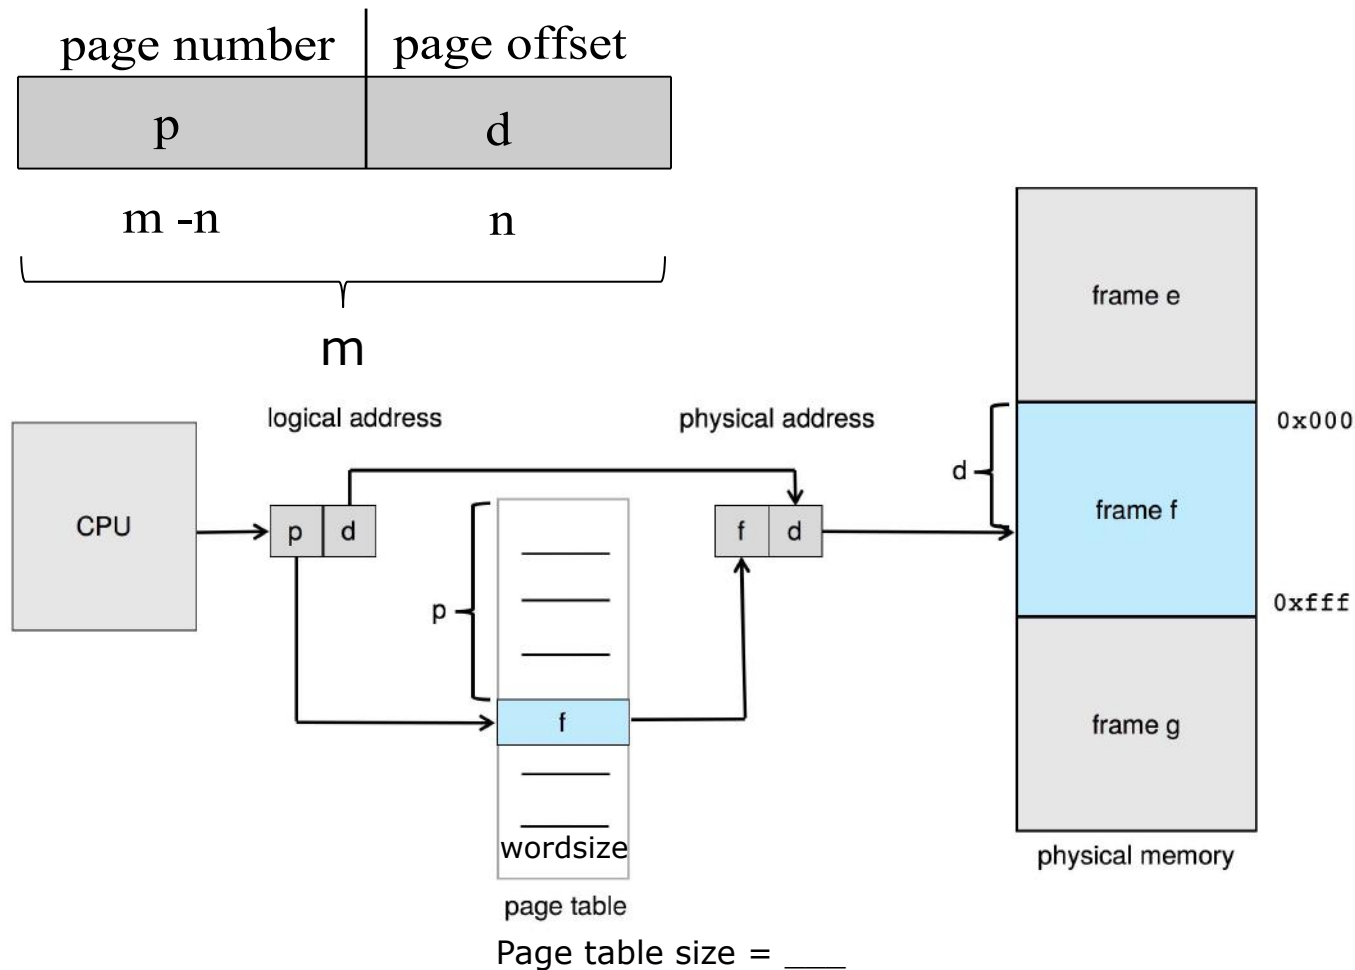 page number page offset
p d
m -n n
m
logical address physical address
CPU
p d
p
f
wordsize
page table
Page table size = ___
f d
d
frame e
0x000
frame f
0xfff
frame g
physical memory